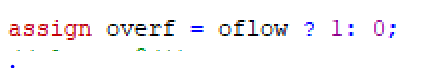 assign overf = oflow ? 1: 0;